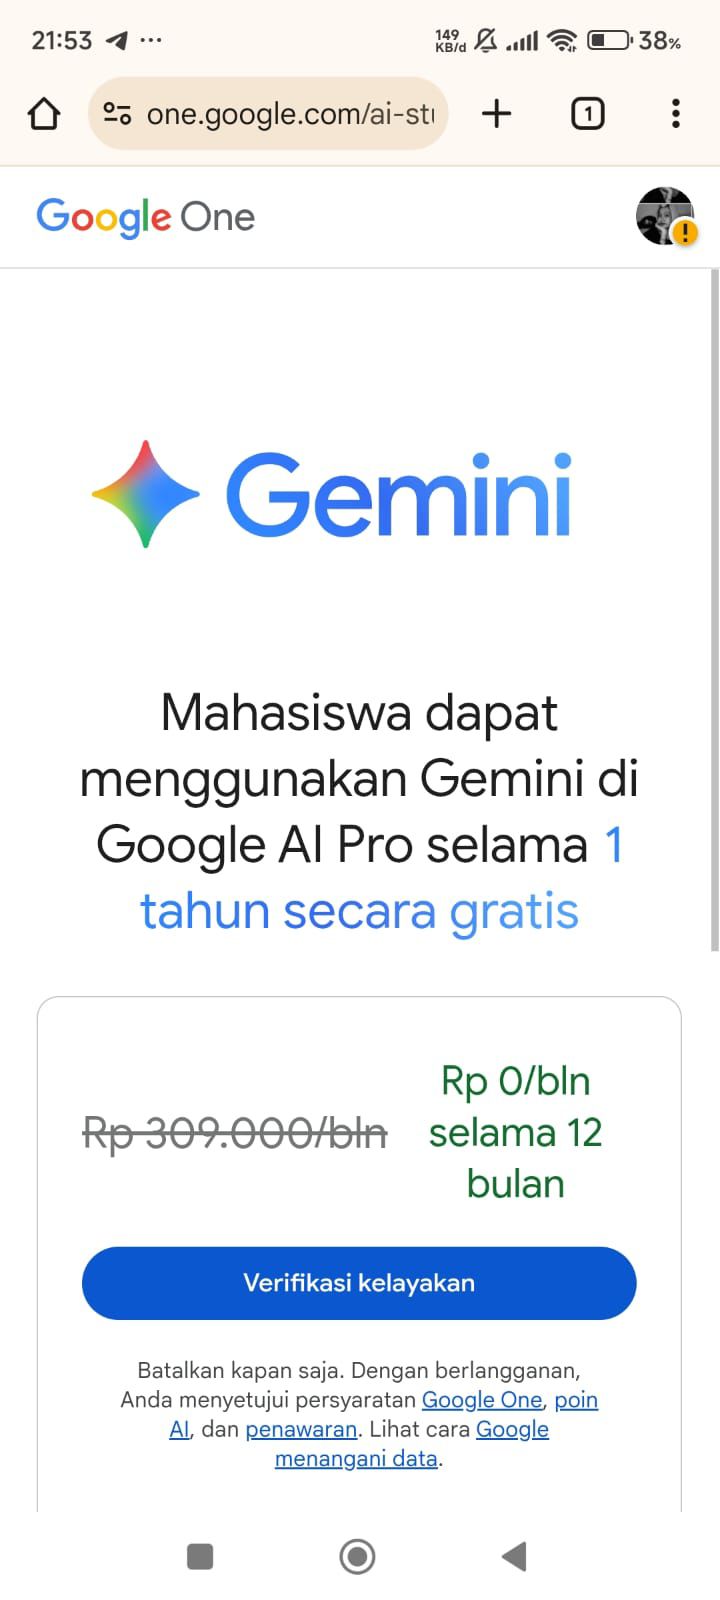 21:53
149
KB/d
38%
one.google.com/ai-stu
1
Google One
Gemini
Mahasiswa dapat
menggunakan Gemini di
Google AI Pro selama 1
tahun secara gratis
Rp 309.000/bln
Rp 0/bln
selama 12
bulan
Verifikasi kelayakan
Batalkan kapan saja. Dengan berlangganan,
Anda menyetujui persyaratan Google One, poin
AI, dan penawaran. Lihat cara Google
menangani data.